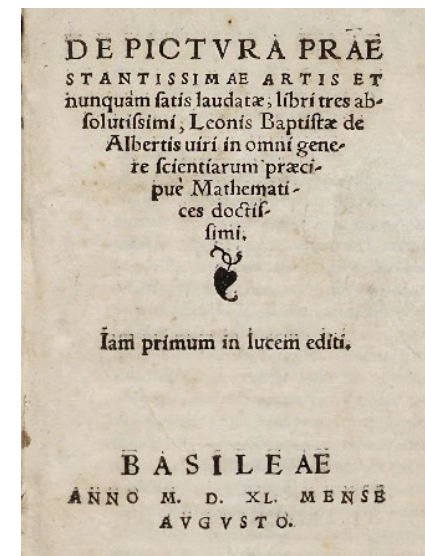 DE PICTVRA PRAE
STANTISSIMAE ARTIS ET
nunquàm ſatis laudatæ, libri tres ab-
ſolutiſsimi, Leonis Baptiſtæ de
Albertis uiri in omni gene-
re ſcientiarum præci-
puè Mathemati-
ces doctiſ-
ſimi.
Iam primum in lucem editi.
BASILEAE
ANNO M. D. XL. MENSE
AVGVSTO.